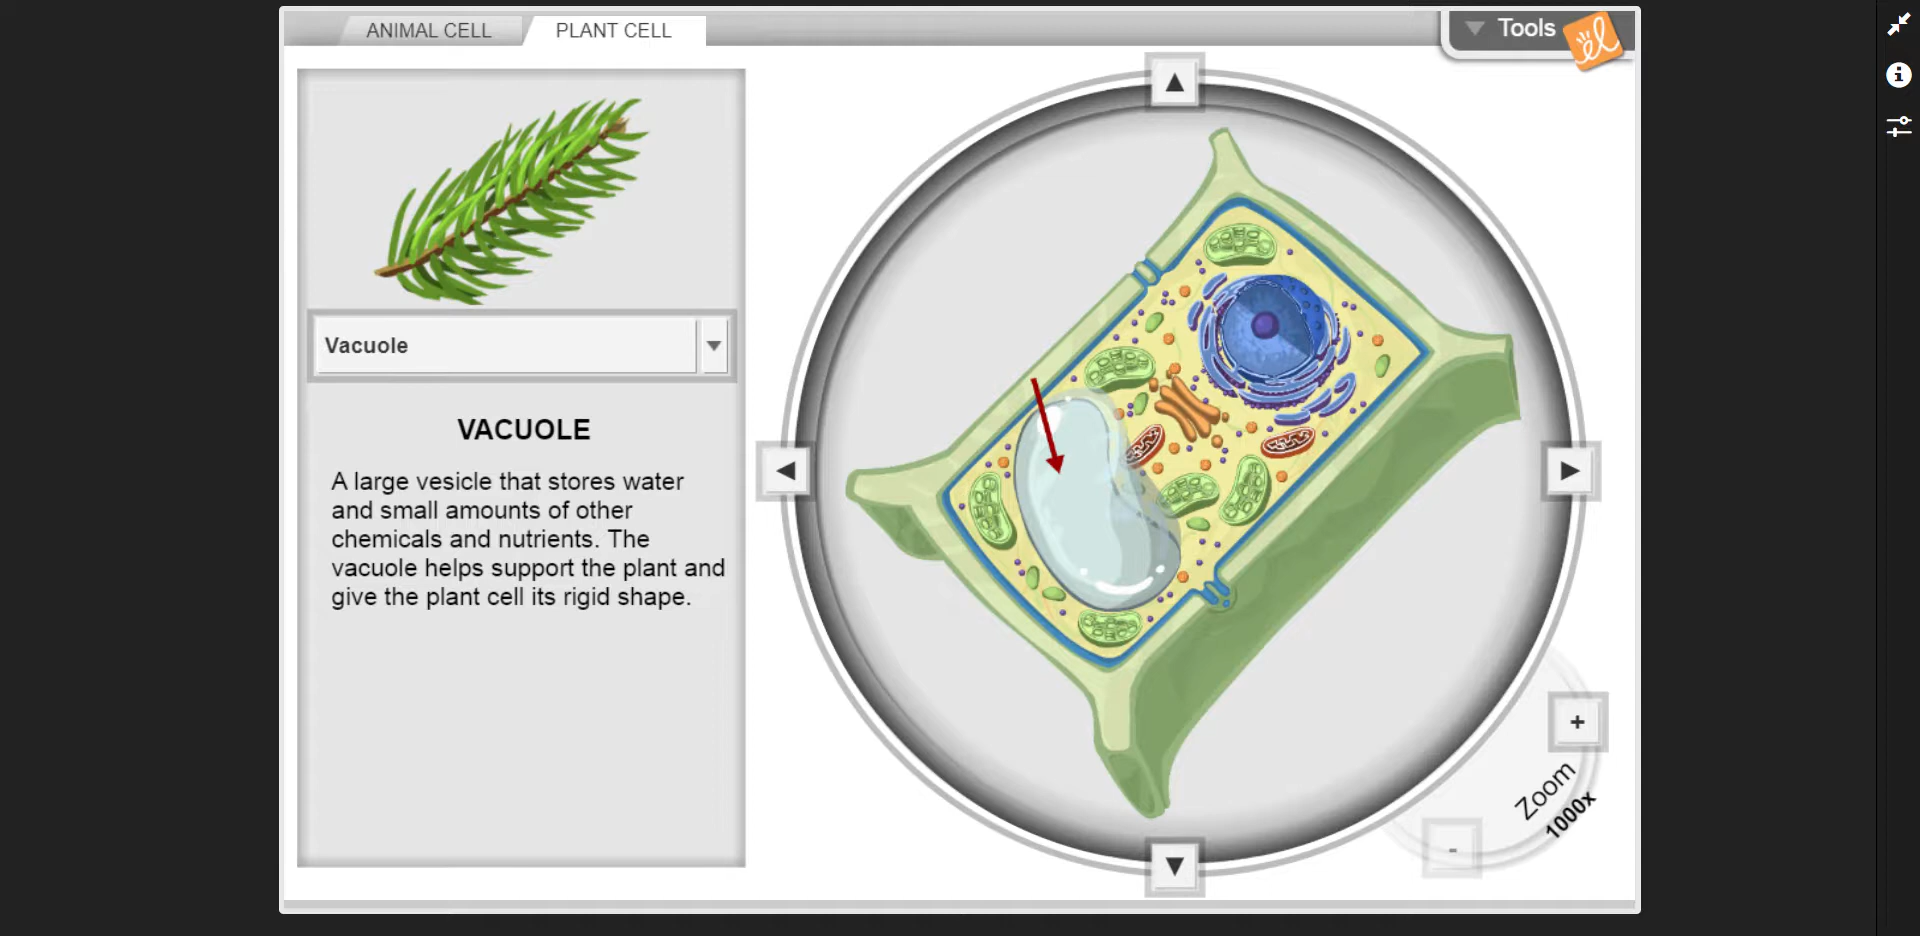 ANIMAL CELL
PLANT CELL
Tools
el
Vacuole
VACUOLE
A large vesicle that stores water
and small amounts of other
chemicals and nutrients. The
vacuole helps support the plant and
give the plant cell its rigid shape.
+
Zoom
1000x
-